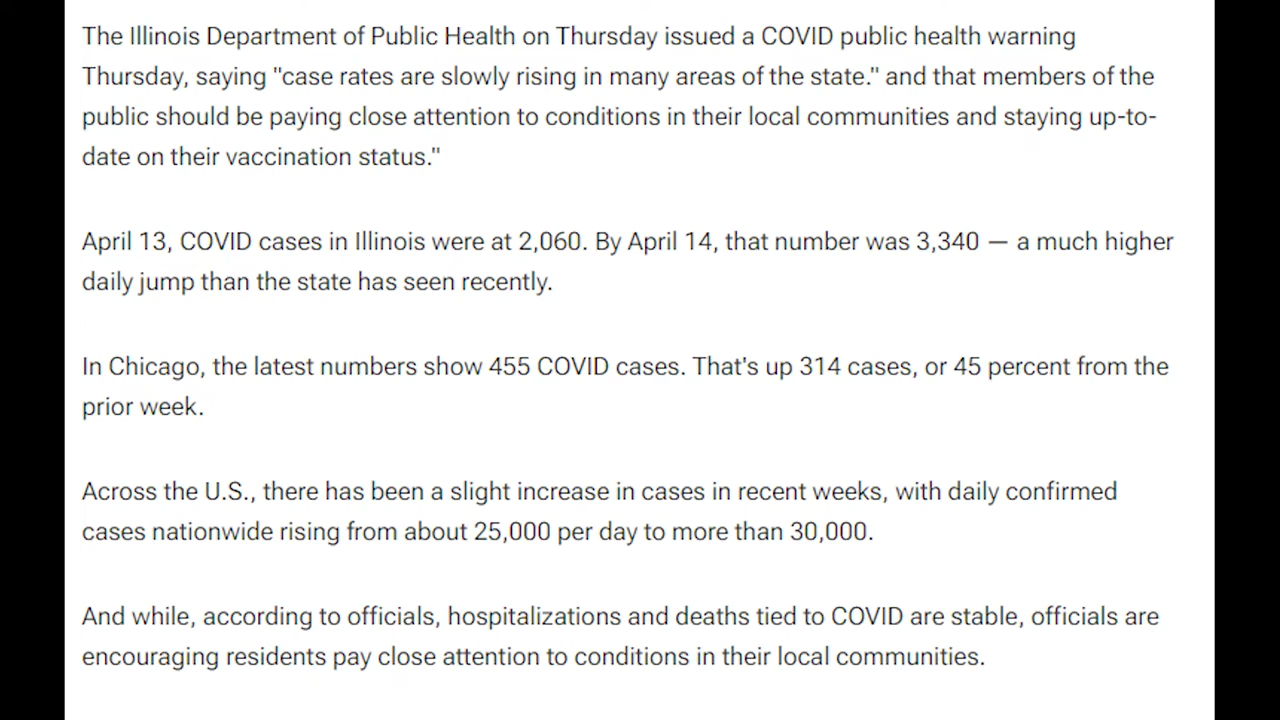 The Illinois Department of Public Health on Thursday issued a COVID public health warning
Thursday, saying "case rates are slowly rising in many areas of the state." and that members of the
public should be paying close attention to conditions in their local communities and staying up-to-
date on their vaccination status."
April 13, COVID cases in Illinois were at 2,060. By April 14, that number was 3,340 — a much higher
daily jump than the state has seen recently.
In Chicago, the latest numbers show 455 COVID cases. That's up 314 cases, or 45 percent from the
prior week.
Across the U.S., there has been a slight increase in cases in recent weeks, with daily confirmed
cases nationwide rising from about 25,000 per day to more than 30,000.
And while, according to officials, hospitalizations and deaths tied to COVID are stable, officials are
encouraging residents pay close attention to conditions in their local communities.